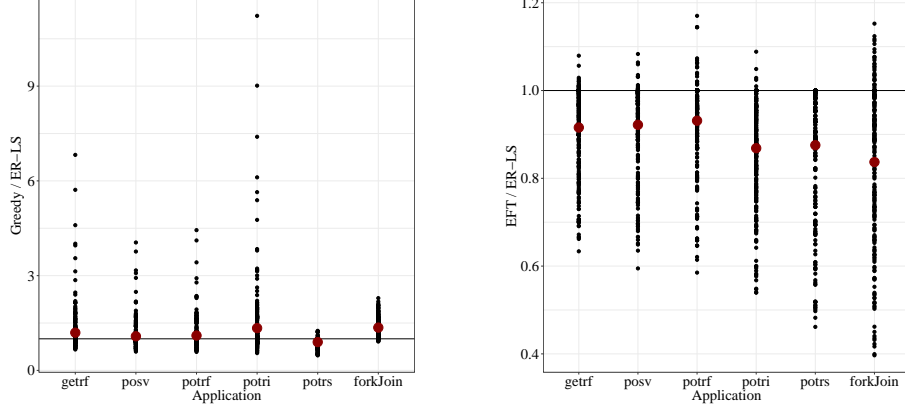 Greedy / ER−LS
9
6
3
0
getrf posv potrf potri potrs forkJoin
Application
EFT / ER−LS
1.2
1.0
0.8
0.6
0.4
getrf posv potrf potri potrs forkJoin
Application